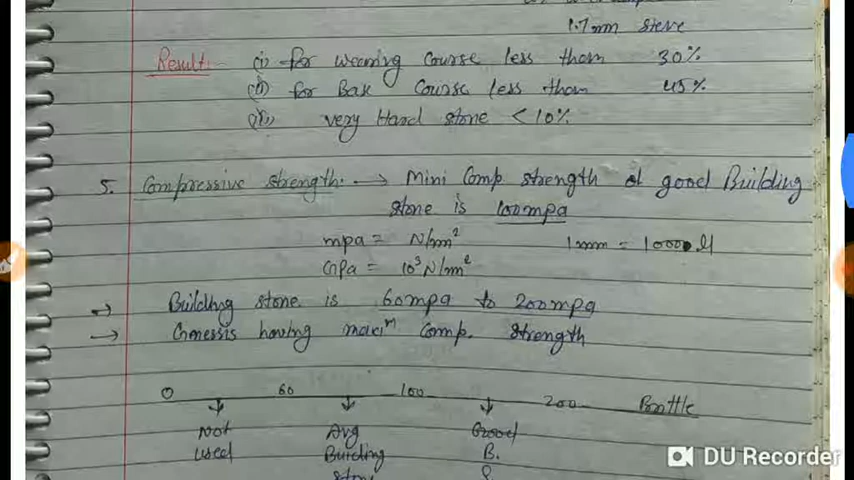 1.7mm sieve
Result:- (i) for wearing Course less than 30%
(ii) for Base Course less than 45%
(iii) very Hard stone < 10%
5. Compressive strength. → Mini Comp strength of good Building
stone is 100mpa
mpa = N/mm²
1mm = 1000 μ
GPa = 10³ N/mm²
→ Building stone is 60mpa to 200mpa
→ Gneissis having maxiᵐ Comp. Strength
0 60 100 200 Brittle
Not Avg Good
used Building B.
Stone S
DU Recorder